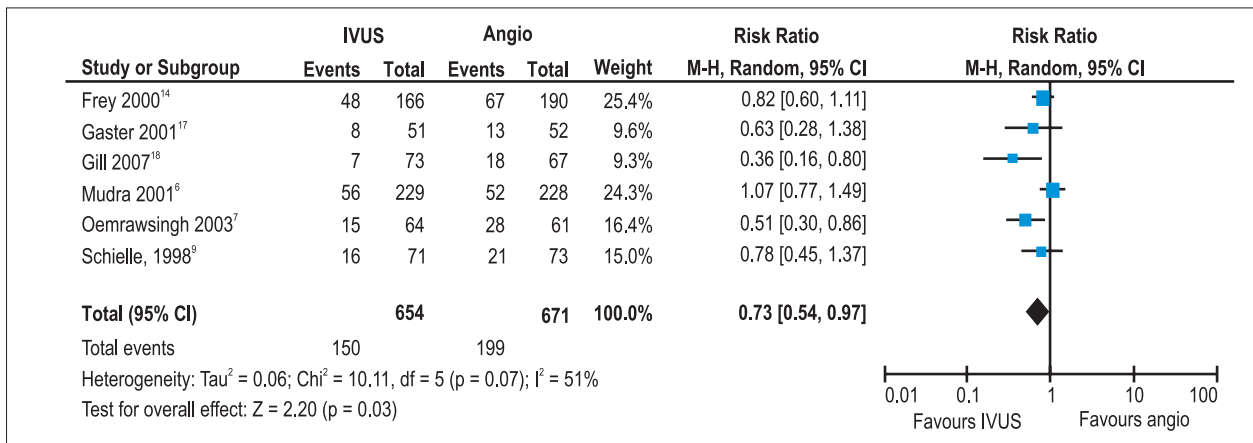 IVUS Angio Risk Ratio Risk Ratio
Study or Subgroup Events Total Events Total Weight M-H, Random, 95% CI M-H, Random, 95% CI
Frey 2000¹⁴ 48 166 67 190 25.4% 0.82 [0.60, 1.11]
Gaster 2001¹⁷ 8 51 13 52 9.6% 0.63 [0.28, 1.38]
Gill 2007¹⁸ 7 73 18 67 9.3% 0.36 [0.16, 0.80]
Mudra 2001⁶ 56 229 52 228 24.3% 1.07 [0.77, 1.49]
Oemrawsingh 2003⁷ 15 64 28 61 16.4% 0.51 [0.30, 0.86]
Schielle, 1998⁹ 16 71 21 73 15.0% 0.78 [0.45, 1.37]
Total (95% CI) 654 671 100.0% 0.73 [0.54, 0.97]
Total events 150 199
Heterogeneity: Tau² = 0.06; Chi² = 10.11, df = 5 (p = 0.07); I² = 51%
Test for overall effect: Z = 2.20 (p = 0.03)
0.01 0.1 1 10 100
Favours IVUS Favours angio